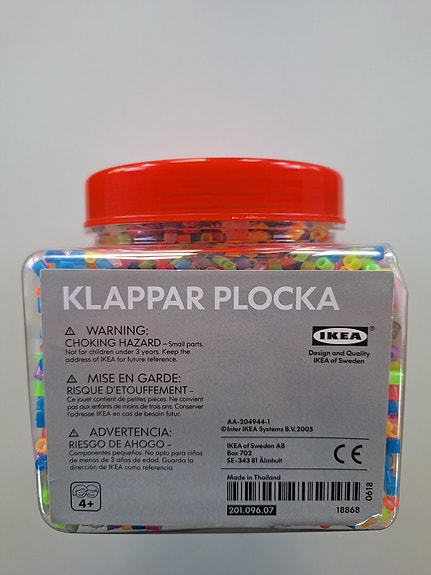 KLAPPAR PLOCKA
⚠ WARNING:
CHOKING HAZARD – Small parts.
Not for children under 3 years. Keep the
address of IKEA for future reference.
⚠ MISE EN GARDE:
RISQUE D'ETOUFFEMENT –
Ce jouet contient de petites pièces. Ne convient
pas aux enfants de moins de trois ans. Conserver
l'adresse IKEA en cas de besoin futur.
⚠ ADVERTENCIA:
RIESGO DE AHOGO –
Componentes pequeños. No apto para niños
de menos de 3 años de edad. Guarda la
dirección de IKEA como referencia.
4+
IKEA®
Design and Quality
IKEA of Sweden
AA-204944-1
©Inter IKEA Systems B.V. 2005
IKEA of Sweden AB
Box 702
SE-343 81 Älmhult
CE
Made in Thailand
0618
201.096.07
18868